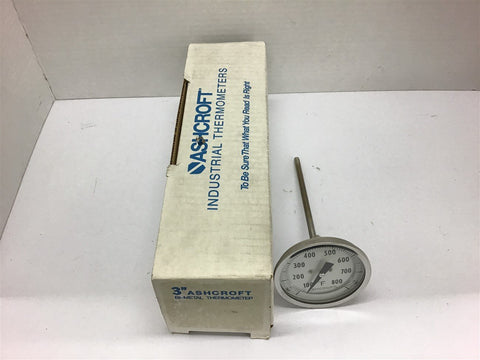 ASHCROFT
INDUSTRIAL THERMOMETERS
To Be Sure That What You Read Is Right
3" ASHCROFT
BI-METAL THERMOMETER
400 500
300 600
200 700
100 F 800